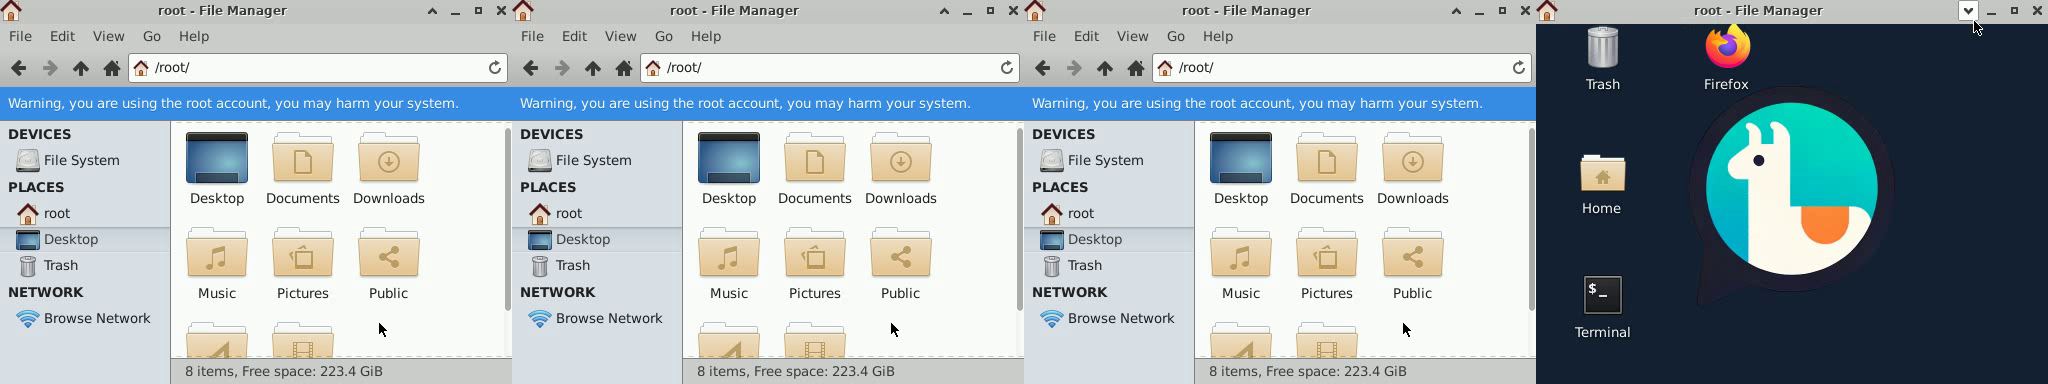 root - File Manager
File Edit View Go Help
/root/
Warning, you are using the root account, you may harm your system.
DEVICES
File System
PLACES
root
Desktop
Trash
NETWORK
Browse Network
Desktop Documents Downloads
Music Pictures Public
8 items, Free space: 223.4 GiB
root - File Manager
File Edit View Go Help
/root/
Warning, you are using the root account, you may harm your system.
DEVICES
File System
PLACES
root
Desktop
Trash
NETWORK
Browse Network
Desktop Documents Downloads
Music Pictures Public
8 items, Free space: 223.4 GiB
root - File Manager
File Edit View Go Help
/root/
Warning, you are using the root account, you may harm your system.
DEVICES
File System
PLACES
root
Desktop
Trash
NETWORK
Browse Network
Desktop Documents Downloads
Music Pictures Public
8 items, Free space: 223.4 GiB
root - File Manager
Trash Firefox
Home
$_
Terminal